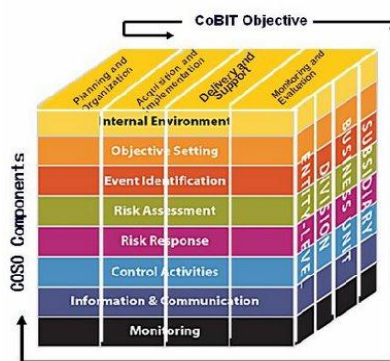 CoBIT Objective
Planning and
Organization
Acquisition and
Implementation
Delivery and
Support
Monitoring and
Evaluation
Internal Environment
Objective Setting
Event Identification
Risk Assessment
Risk Response
Control Activities
Information & Communication
Monitoring
ENTITY-LEVEL
DIVISION
BUSINESS UNIT
SUBSIDIARY
COSO Components